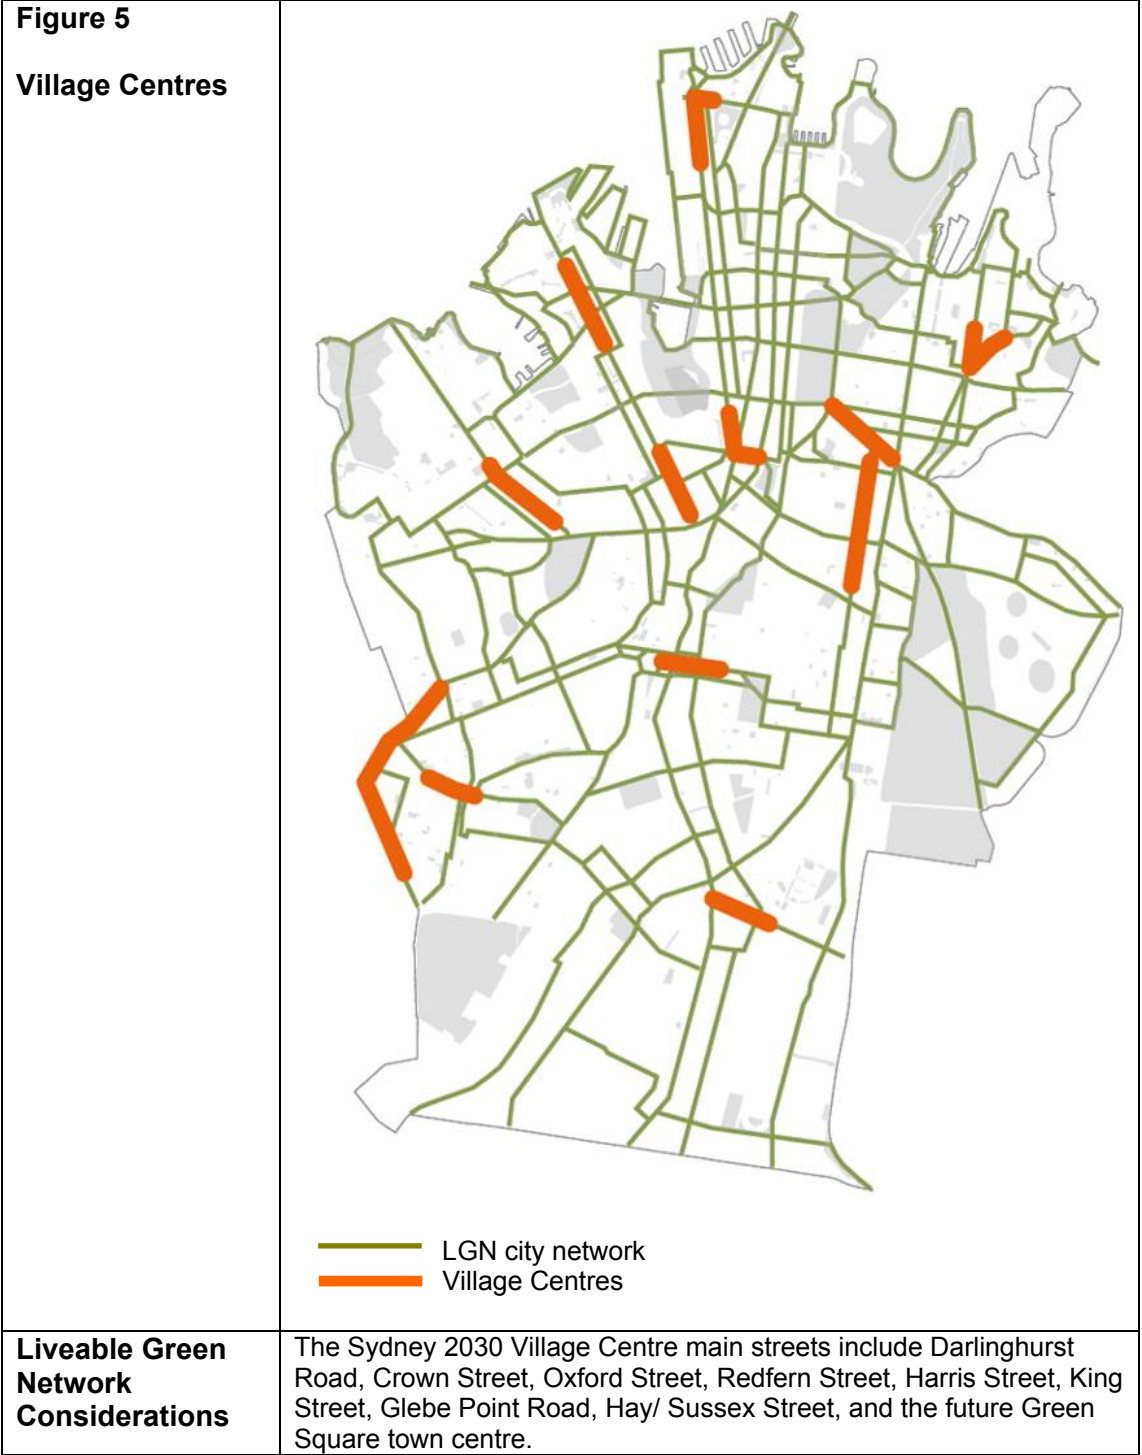 Figure 5
Village Centres
LGN city network
Village Centres
Liveable Green
Network
Considerations
The Sydney 2030 Village Centre main streets include Darlinghurst
Road, Crown Street, Oxford Street, Redfern Street, Harris Street, King
Street, Glebe Point Road, Hay/ Sussex Street, and the future Green
Square town centre.